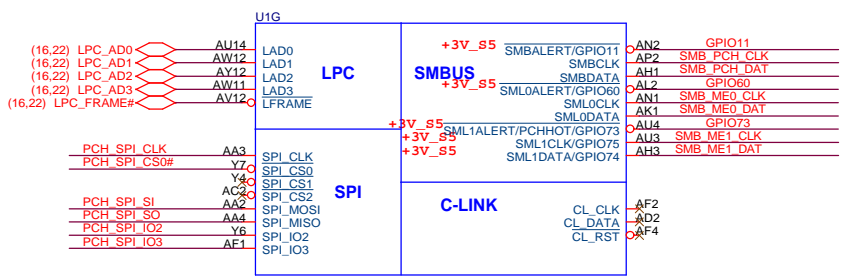 U1G
(16,22) LPC_AD0 AU14 LAD0
(16,22) LPC_AD1 AW12 LAD1
(16,22) LPC_AD2 AY12 LAD2
(16,22) LPC_AD3 AW11 LAD3
(16,22) LPC_FRAME# AV12 LFRAME
LPC
PCH_SPI_CLK AA3 SPI_CLK
PCH_SPI_CS0# Y7 SPI_CS0
Y4 SPI_CS1
AC2 SPI_CS2
PCH_SPI_SI AA2 SPI_MOSI
PCH_SPI_SO AA4 SPI_MISO
PCH_SPI_IO2 Y6 SPI_IO2
PCH_SPI_IO3 AF1 SPI_IO3
SPI
SMBUS
+3V_S5 SMBALERT/GPIO11 AN2 GPIO11
SMBCLK AP2 SMB_PCH_CLK
SMBDATA AH1 SMB_PCH_DAT
+3V_S5 SML0ALERT/GPIO60 AL2 GPIO60
SML0CLK AN1 SMB_ME0_CLK
SML0DATA AK1 SMB_ME0_DAT
+3V_S5 SML1ALERT/PCHHOT/GPIO73 AU4 GPIO73
+3V_S5 SML1CLK/GPIO75 AU3 SMB_ME1_CLK
+3V_S5 SML1DATA/GPIO74 AH3 SMB_ME1_DAT
C-LINK
CL_CLK AF2
CL_DATA AD2
CL_RST AF4